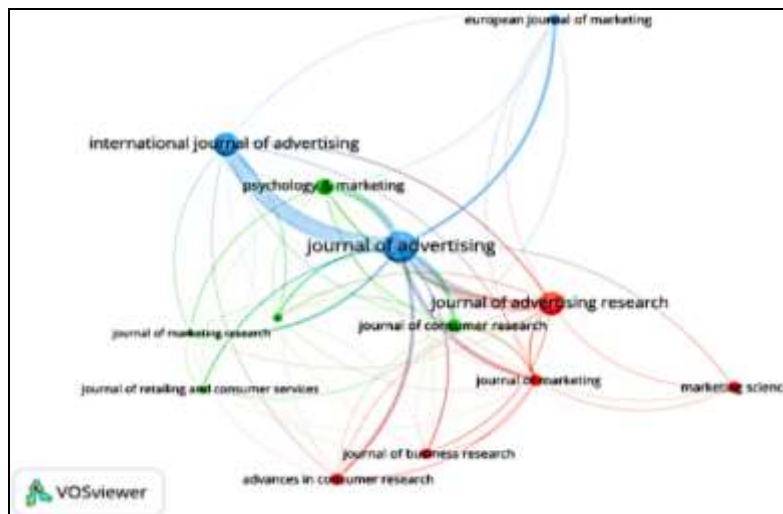 european journal of marketing
international journal of advertising
psychology & marketing
journal of advertising
journal of advertising research
journal of consumer research
journal of marketing research
journal of marketing
marketing scienc
journal of retailing and consumer services
journal of business research
advances in consumer research
VOSviewer